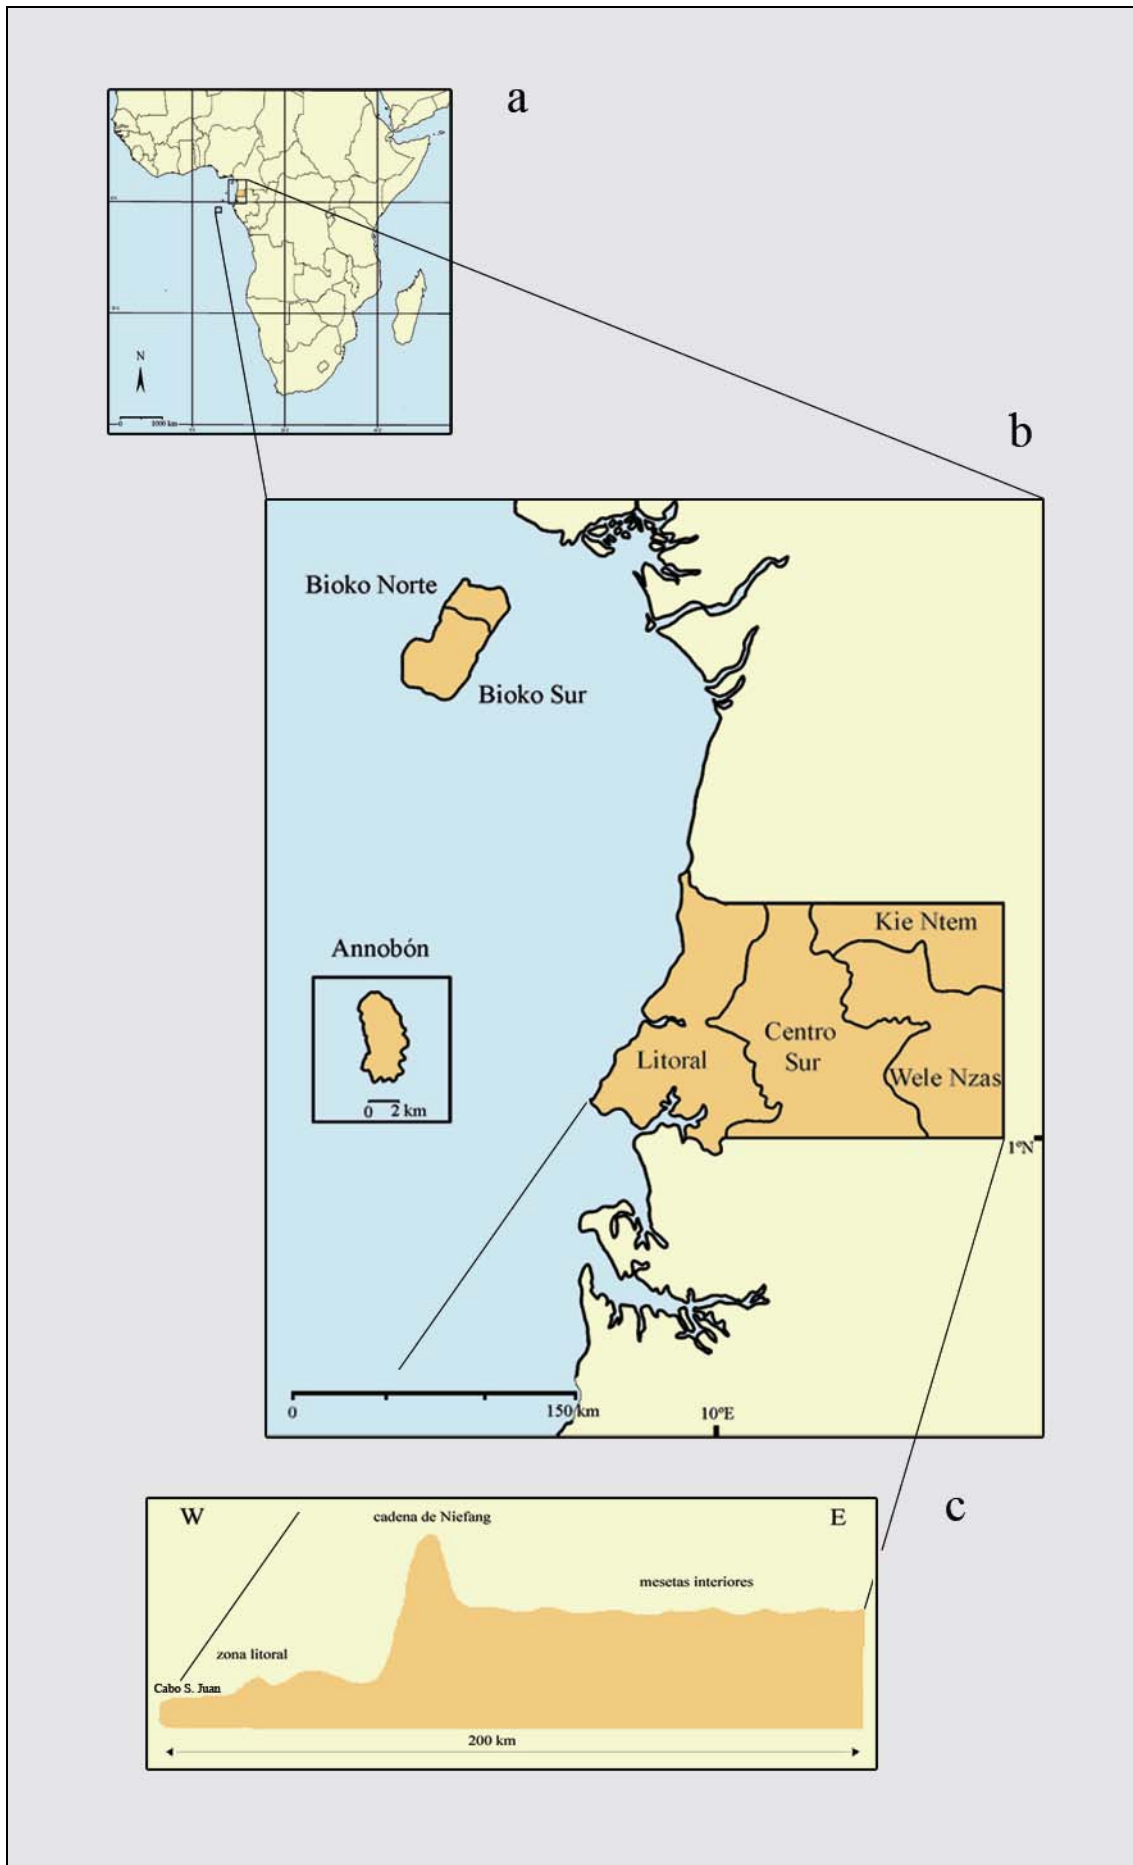 a
N
0 1000 km
b
Bioko Norte
Bioko Sur
Annobón
0 2 km
Kie Ntem
Centro
Sur
Litoral
Wele Nzas
1ºN
0 150 km
10ºE
c
W
E
cadena de Niefang
mesetas interiores
zona litoral
Cabo S. Juan
200 km